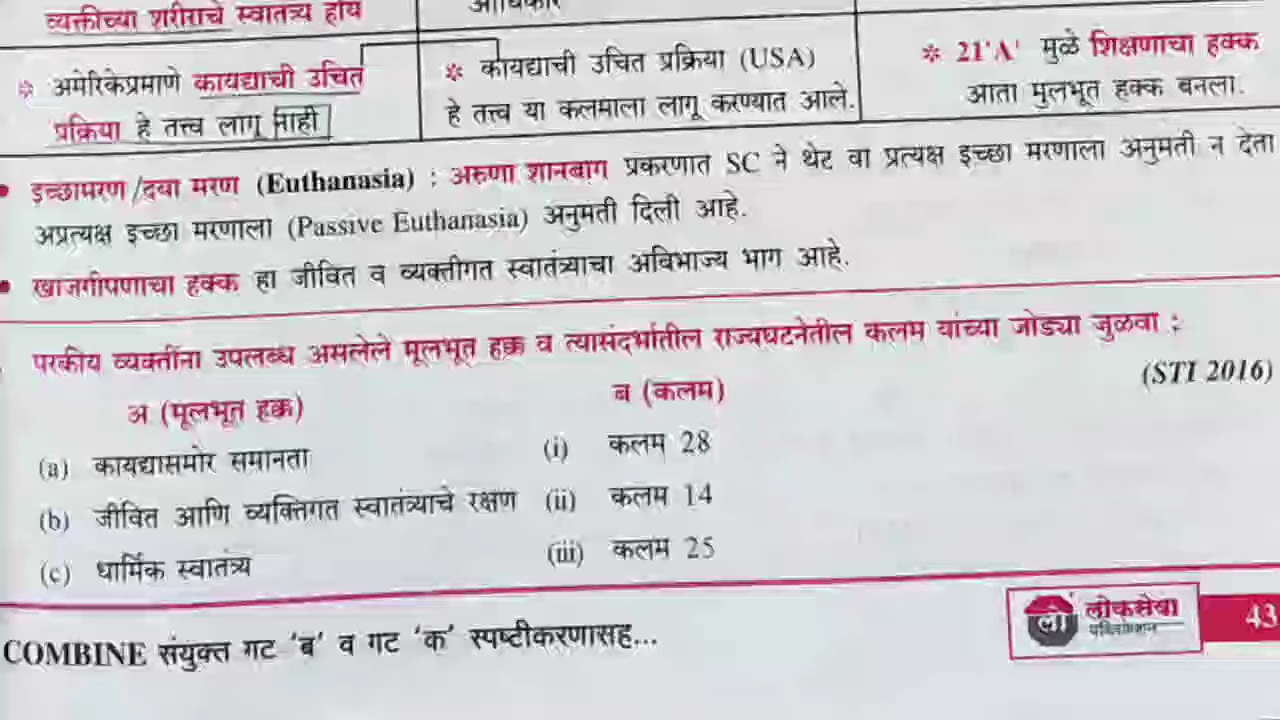 व्यक्तीच्या शरीराचे स्वातंत्र्य होय
* अमेरिकेप्रमाणे कायद्याची उचित
प्रक्रिया हे तत्त्व लागू नाही
* कायद्याची उचित प्रक्रिया (USA)
हे तत्त्व या कलमाला लागू करण्यात आले.
* 21'A' मुळे शिक्षणाचा हक्क
आता मुलभूत हक्क बनला.
• इच्छामरण/दया मरण (Euthanasia) : अरुणा शानबाग प्रकरणात SC ने थेट वा प्रत्यक्ष इच्छा मरणाला अनुमती न देता
अप्रत्यक्ष इच्छा मरणाला (Passive Euthanasia) अनुमती दिली आहे.
• खाजगीपणाचा हक्क हा जीवित व व्यक्तीगत स्वातंत्र्याचा अविभाज्य भाग आहे.
परकीय व्यक्तींना उपलब्ध असलेले मूलभूत हक्क व त्यासंदर्भातील राज्यघटनेतील कलम यांच्या जोड्या जुळवा :
(STI 2016)
अ (मूलभूत हक्क) ब (कलम)
(a) कायद्यासमोर समानता (i) कलम 28
(b) जीवित आणि व्यक्तिगत स्वातंत्र्याचे रक्षण (ii) कलम 14
(c) धार्मिक स्वातंत्र्य (iii) कलम 25
COMBINE संयुक्त गट 'ब' व गट 'क' स्पष्टीकरणासह...
लोकसेवा
पब्लिकेशन
43